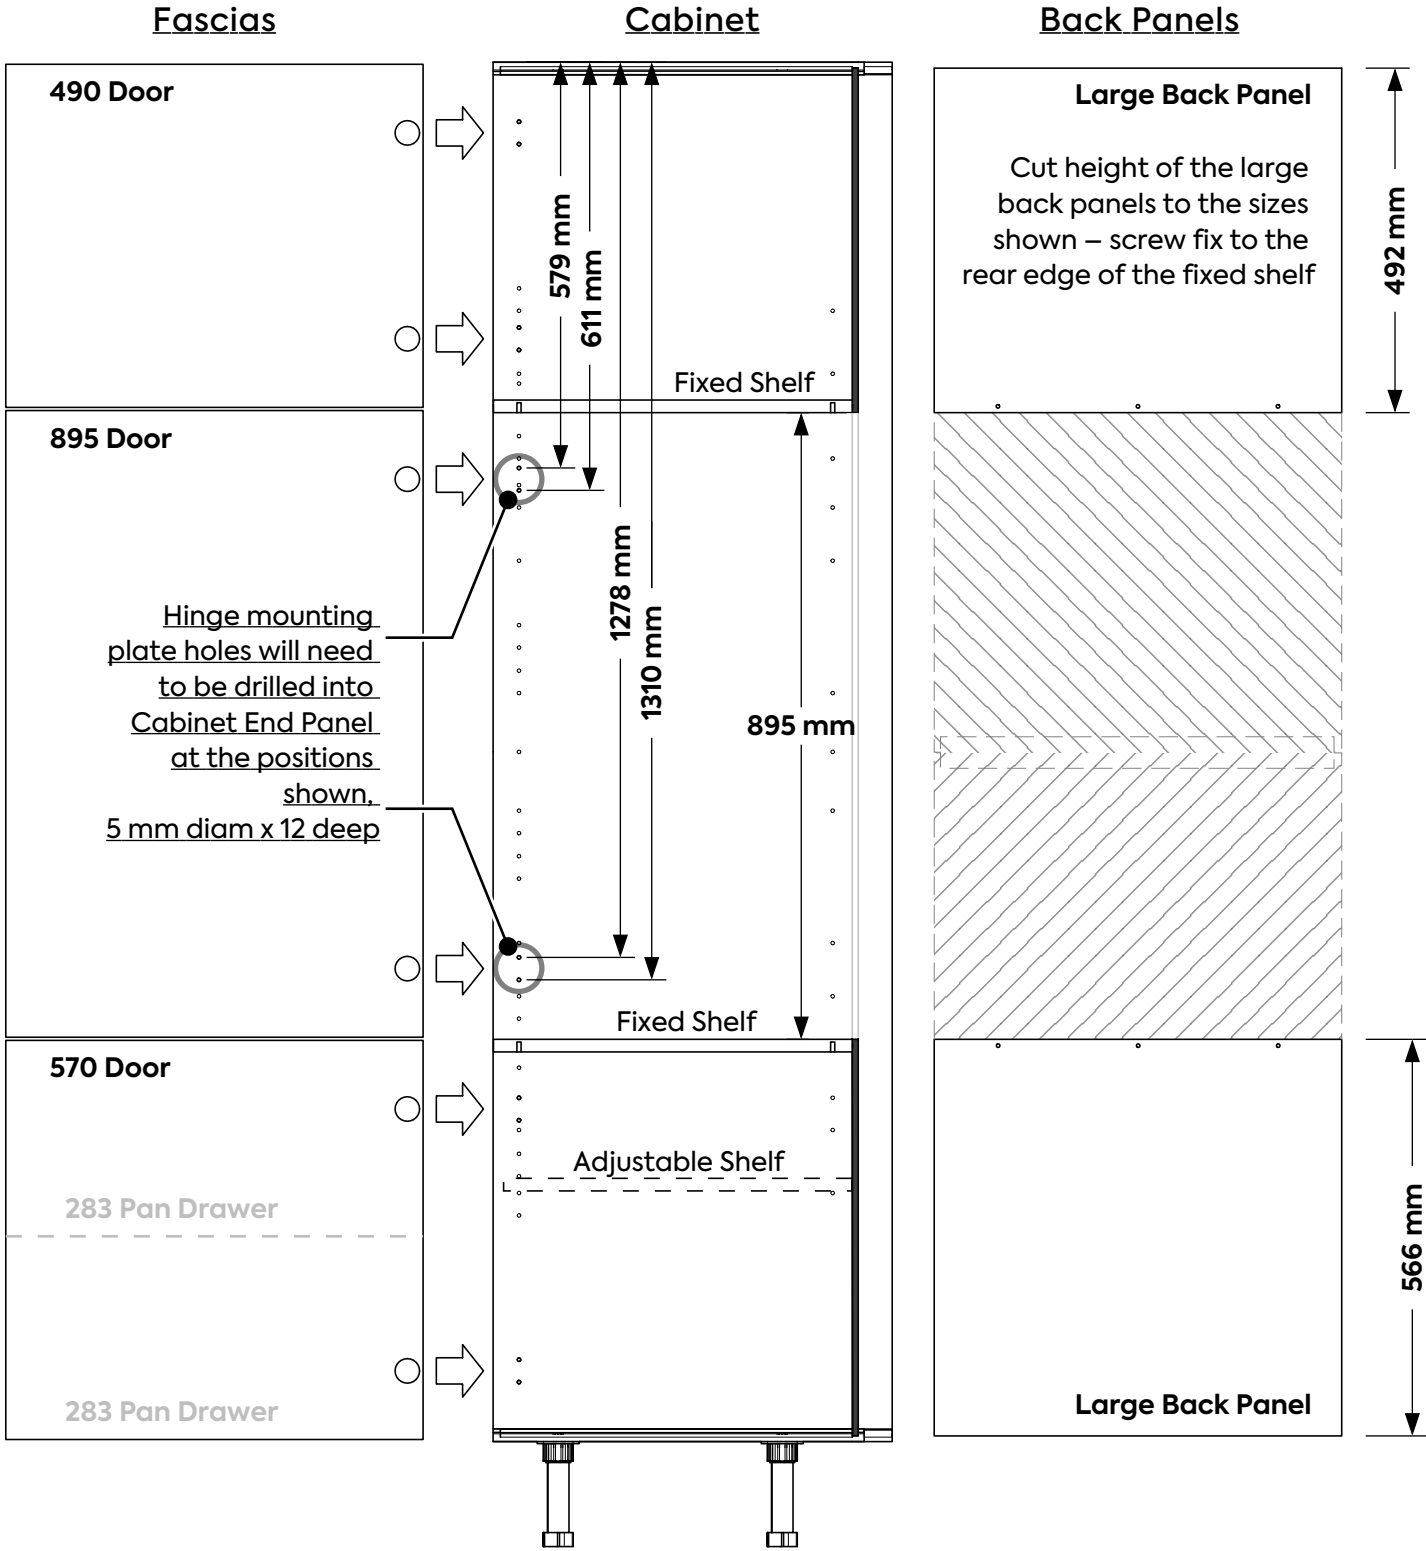 Fascias
Cabinet
Back Panels
490 Door
895 Door
Hinge mounting
plate holes will need
to be drilled into
Cabinet End Panel
at the positions
shown,
5 mm diam x 12 deep
570 Door
283 Pan Drawer
283 Pan Drawer
579 mm
611 mm
1278 mm
1310 mm
Fixed Shelf
895 mm
Fixed Shelf
Adjustable Shelf
Large Back Panel
Cut height of the large
back panels to the sizes
shown – screw fix to the
rear edge of the fixed shelf
492 mm
566 mm
Large Back Panel